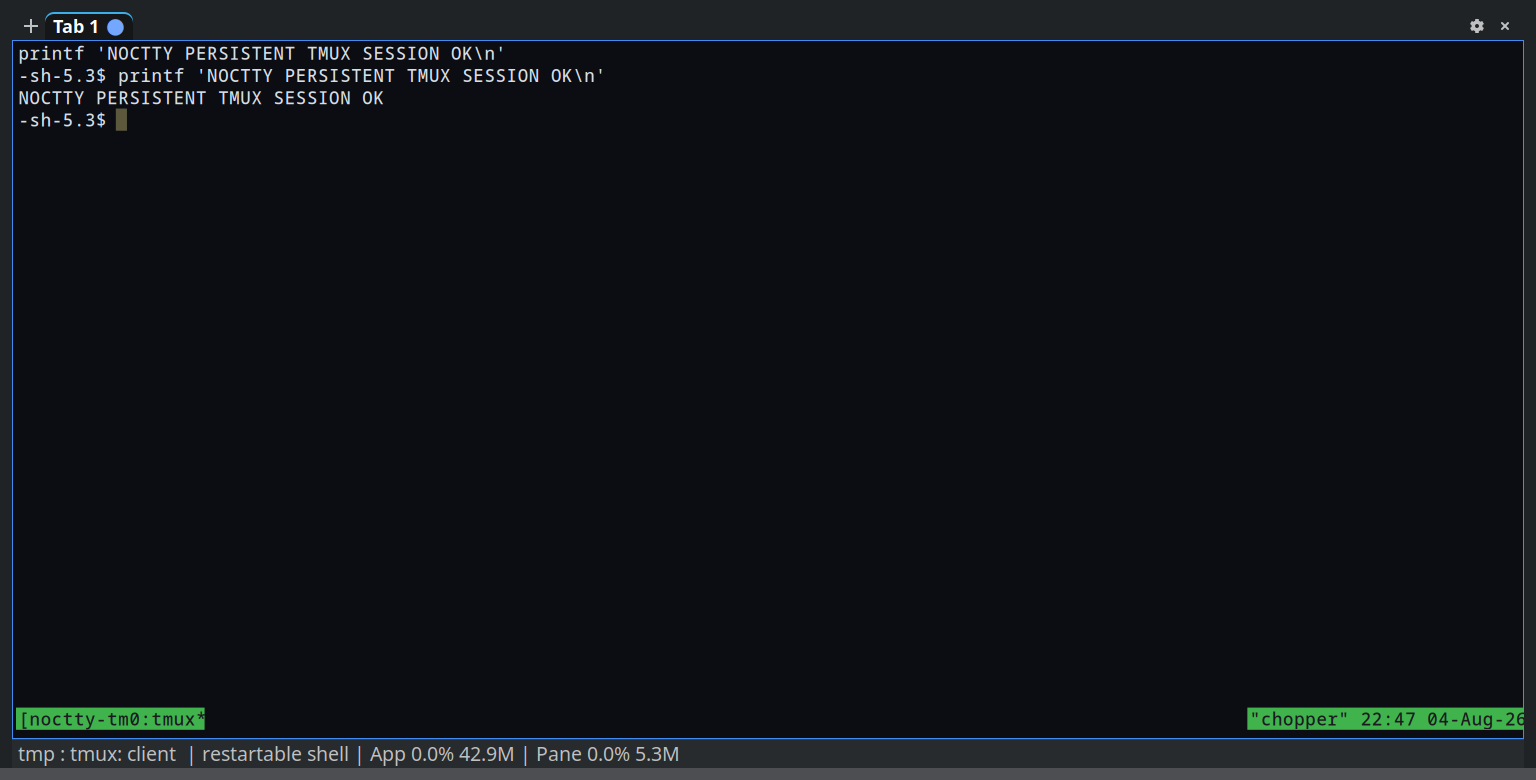 Tab 1
printf 'NOCTTY PERSISTENT TMUX SESSION OK\n'
-sh-5.3$ printf 'NOCTTY PERSISTENT TMUX SESSION OK\n'
NOCTTY PERSISTENT TMUX SESSION OK
-sh-5.3$
[noctty-tm0:tmux* "chopper" 22:47 04-Aug-26
tmp : tmux: client | restartable shell | App 0.0% 42.9M | Pane 0.0% 5.3M